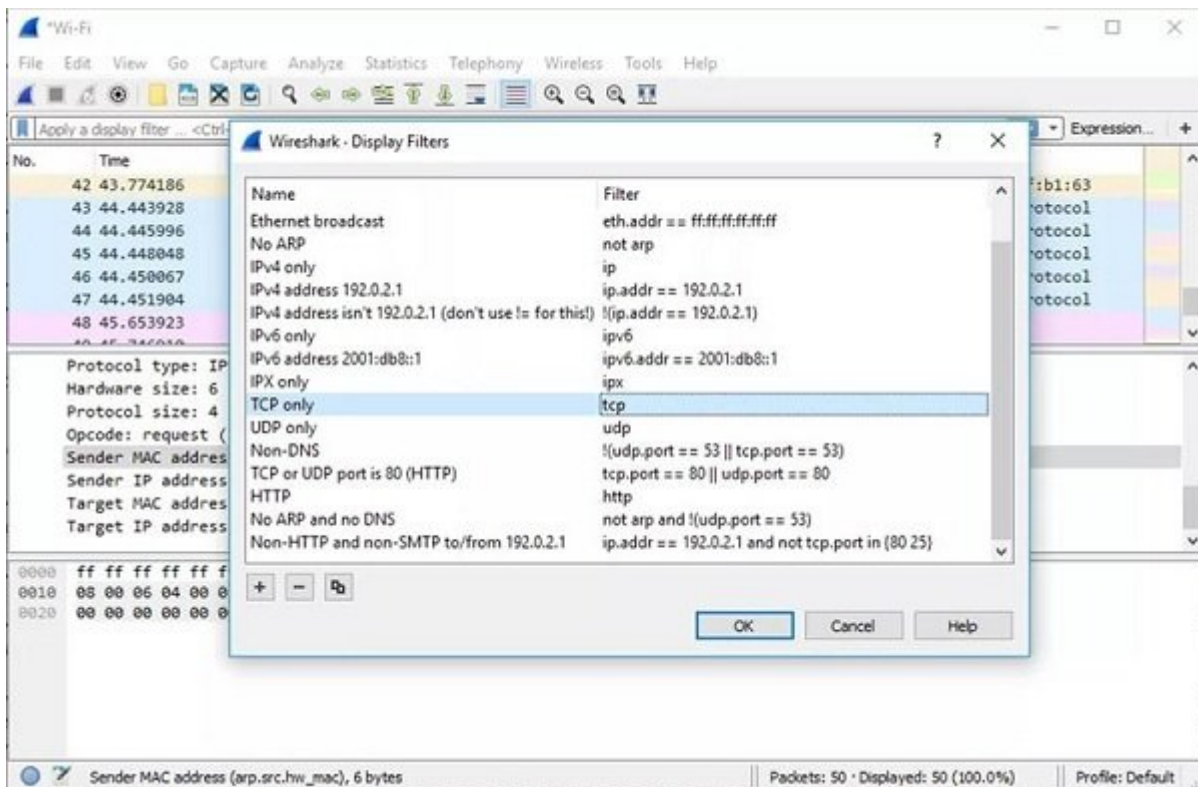 *Wi-Fi
File Edit View Go Capture Analyze Statistics Telephony Wireless Tools Help
Apply a display filter ... <Ctrl-
Expression... +
No. Time
42 43.774186
f:b1:63
43 44.443928
rotocol
44 44.445996
rotocol
45 44.448048
rotocol
46 44.450067
rotocol
47 44.451904
rotocol
48 45.653923
Wireshark · Display Filters
? ×
Name Filter
Ethernet broadcast eth.addr == ff:ff:ff:ff:ff:ff
No ARP not arp
IPv4 only ip
IPv4 address 192.0.2.1 ip.addr == 192.0.2.1
IPv4 address isn't 192.0.2.1 (don't use != for this!) !(ip.addr == 192.0.2.1)
IPv6 only ipv6
IPv6 address 2001:db8::1 ipv6.addr == 2001:db8::1
IPX only ipx
TCP only tcp
UDP only udp
Non-DNS !(udp.port == 53 || tcp.port == 53)
TCP or UDP port is 80 (HTTP) tcp.port == 80 || udp.port == 80
HTTP http
No ARP and no DNS not arp and !(udp.port == 53)
Non-HTTP and non-SMTP to/from 192.0.2.1 ip.addr == 192.0.2.1 and not tcp.port in {80 25}
+ −
OK Cancel Help
Protocol type: IP
Hardware size: 6
Protocol size: 4
Opcode: request (
Sender MAC addres
Sender IP address
Target MAC addres
Target IP address
0000 ff ff ff ff ff f
0010 08 00 06 04 00 0
0020 00 00 00 00 00 0
Sender MAC address (arp.src.hw_mac), 6 bytes
Packets: 50 · Displayed: 50 (100.0%)
Profile: Default